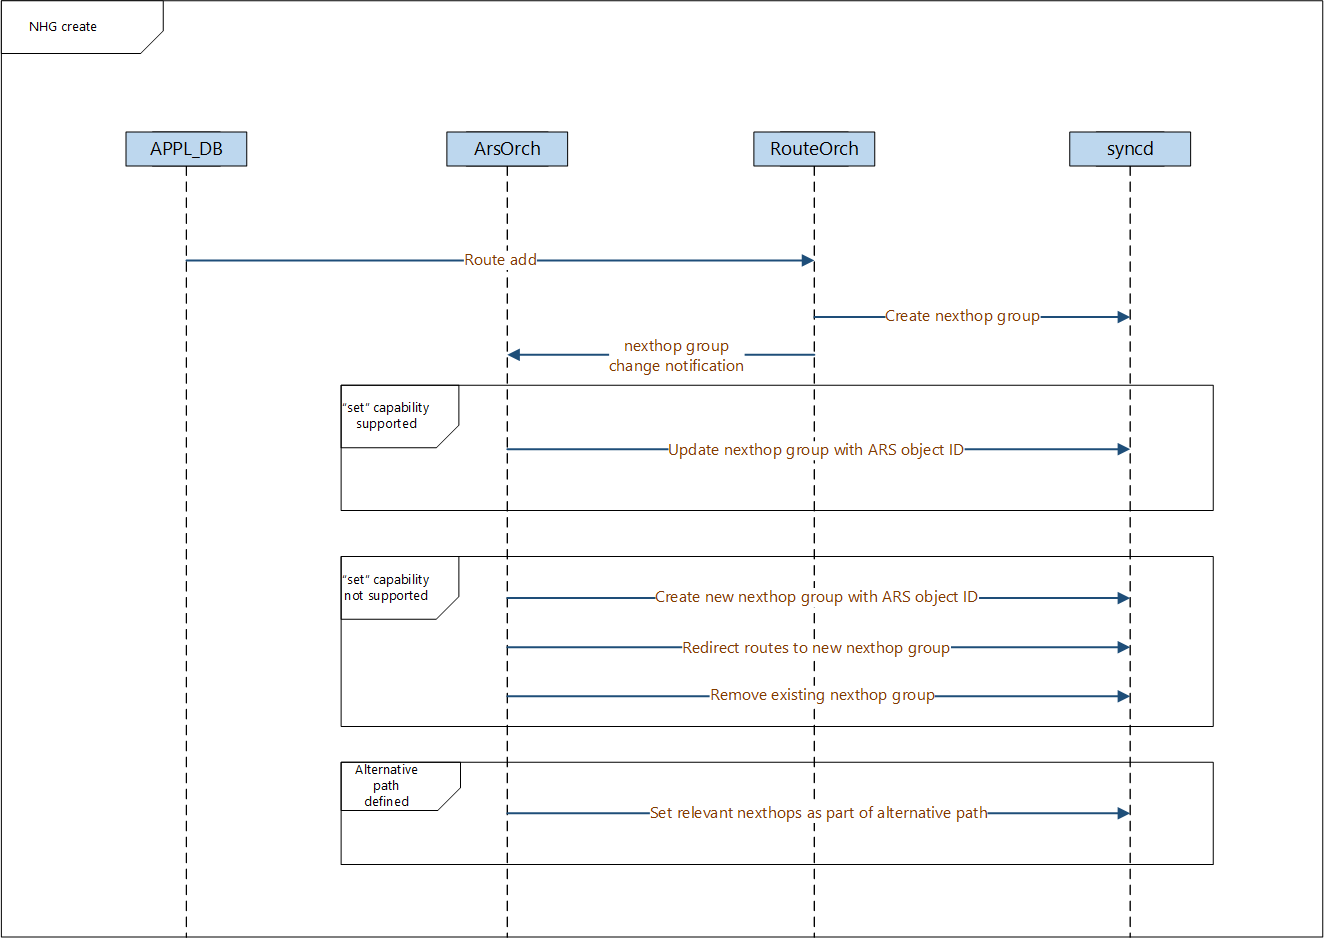 NHG create
APPL_DB
ArsOrch
RouteOrch
syncd
Route add
Create nexthop group
nexthop group
change notification
“set” capability
supported
Update nexthop group with ARS object ID
“set” capability
not supported
Create new nexthop group with ARS object ID
Redirect routes to new nexthop group
Remove existing nexthop group
Alternative
path
defined
Set relevant nexthops as part of alternative path